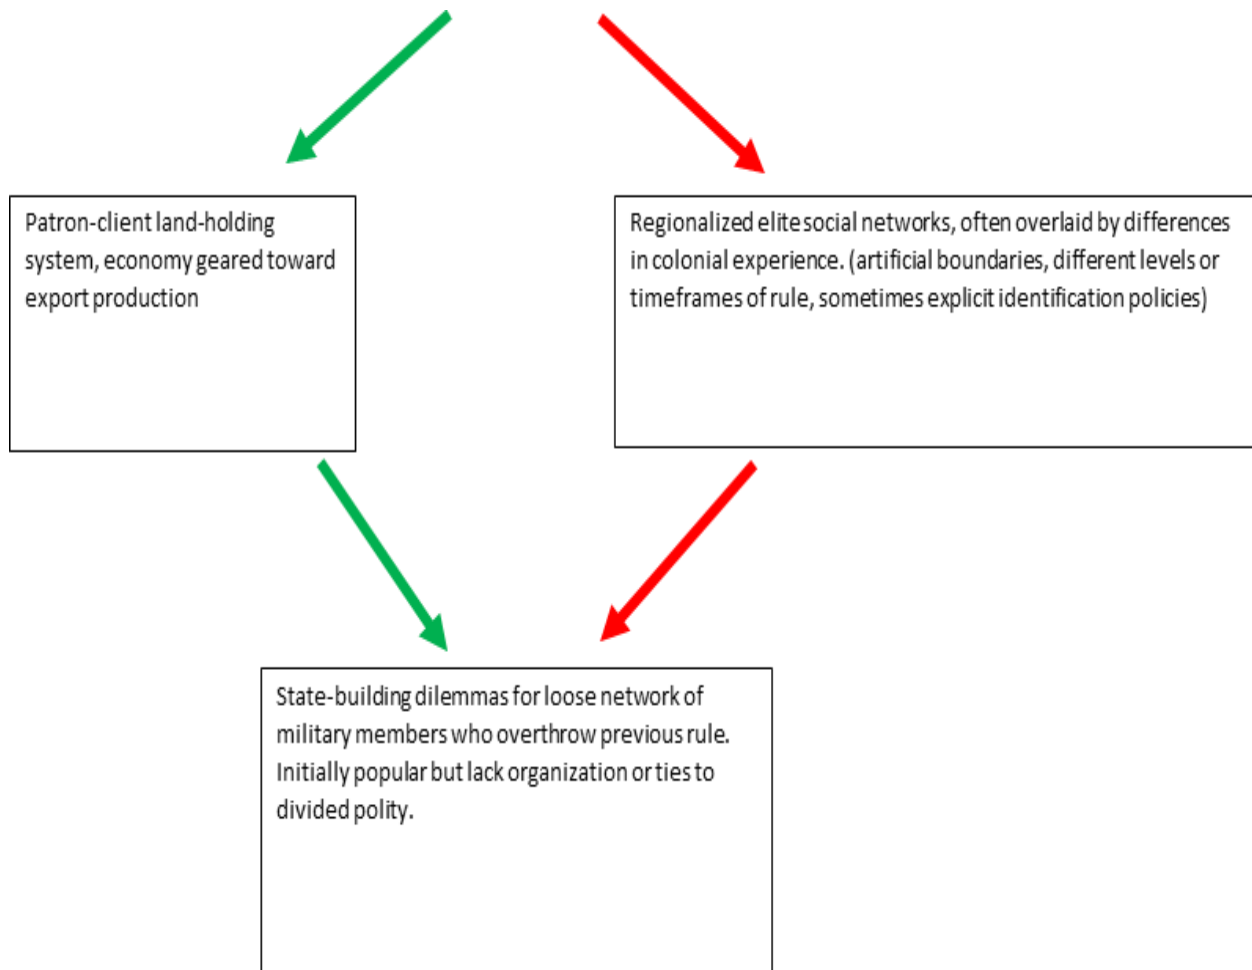 Patron-client land-holding
system, economy geared toward
export production
Regionalized elite social networks, often overlaid by differences
in colonial experience. (artificial boundaries, different levels or
timeframes of rule, sometimes explicit identification policies)
State-building dilemmas for loose network of
military members who overthrow previous rule.
Initially popular but lack organization or ties to
divided polity.